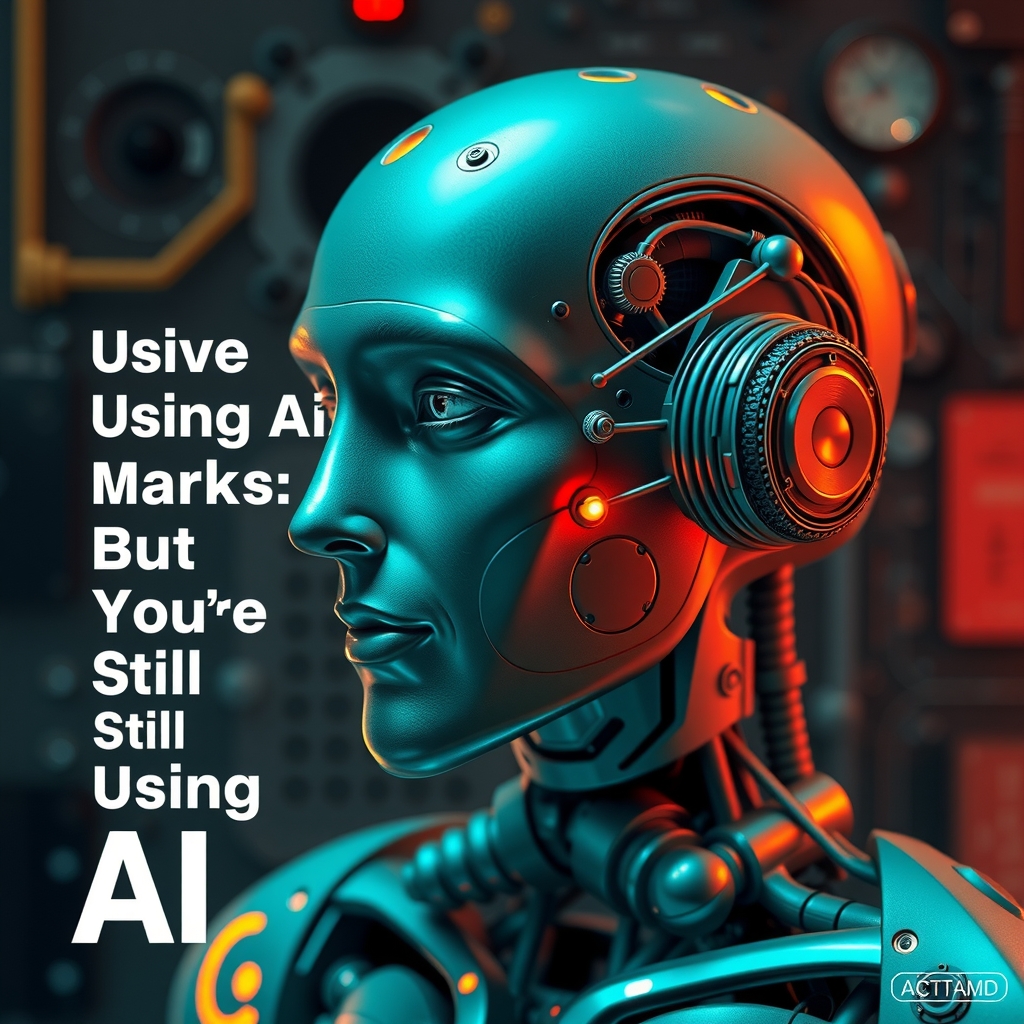 Usive
Using Ai
Marks:
But
You're
Still
Still
Using
AI
ACTTAMD